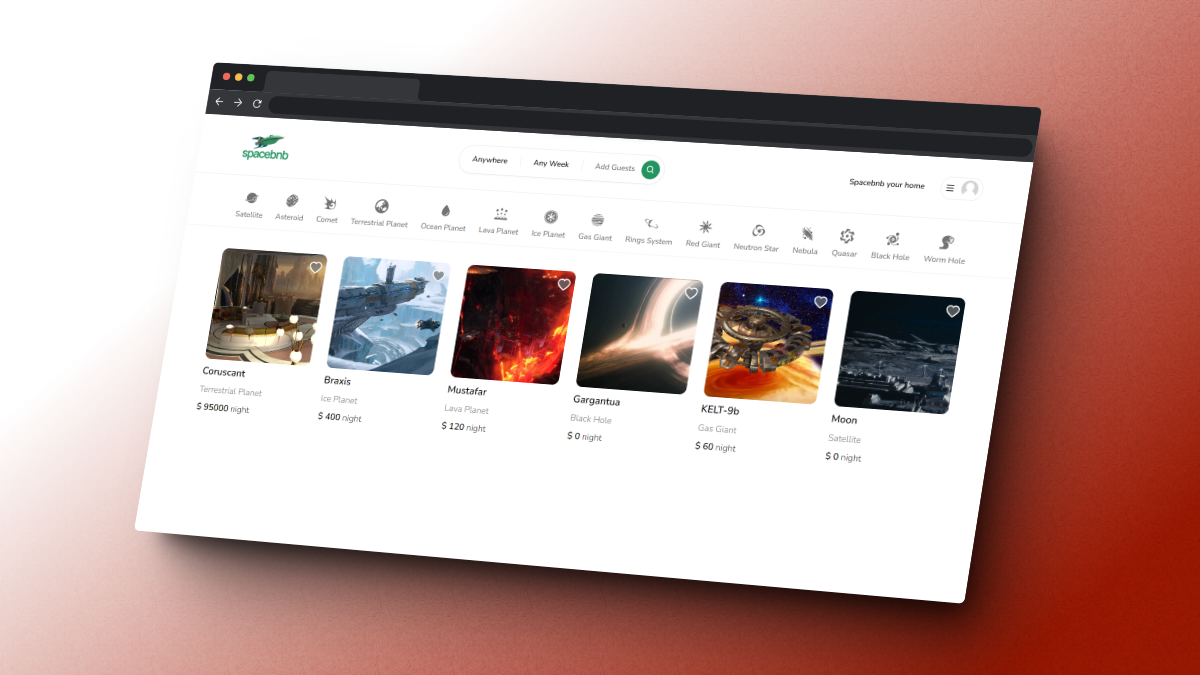 spacebnb
Anywhere
Any Week
Add Guests
Spacebnb your home
Satellite
Asteroid
Comet
Terrestrial Planet
Ocean Planet
Lava Planet
Ice Planet
Gas Giant
Rings System
Red Giant
Neutron Star
Nebula
Quasar
Black Hole
Worm Hole
Coruscant
Terrestrial Planet
$ 95000 night
Braxis
Ice Planet
$ 400 night
Mustafar
Lava Planet
$ 120 night
Gargantua
Black Hole
$ 0 night
KELT-9b
Gas Giant
$ 60 night
Moon
Satellite
$ 0 night